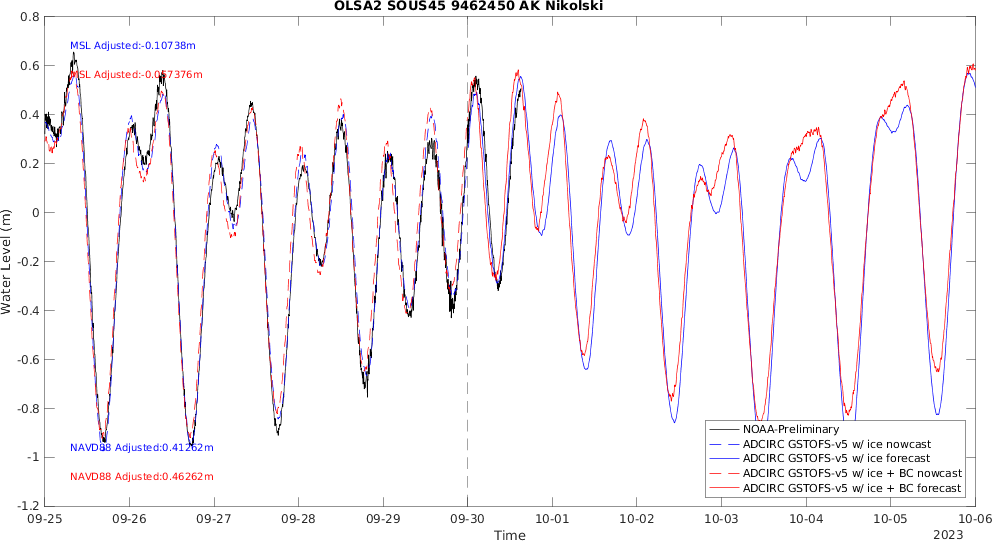 OLSA2 SOUS45 9462450 AK Nikolski
MSL Adjusted:-0.10738m
MSL Adjusted:-0.057376m
NAVD88 Adjusted:0.41262m
NAVD88 Adjusted:0.46262m
Water Level (m)
0.8
0.6
0.4
0.2
0
-0.2
-0.4
-0.6
-0.8
-1
-1.2
NOAA-Preliminary
ADCIRC GSTOFS-v5 w/ ice nowcast
ADCIRC GSTOFS-v5 w/ ice forecast
ADCIRC GSTOFS-v5 w/ ice + BC nowcast
ADCIRC GSTOFS-v5 w/ ice + BC forecast
09-25 09-26 09-27 09-28 09-29 09-30 10-01 10-02 10-03 10-04 10-05 10-06
Time
2023